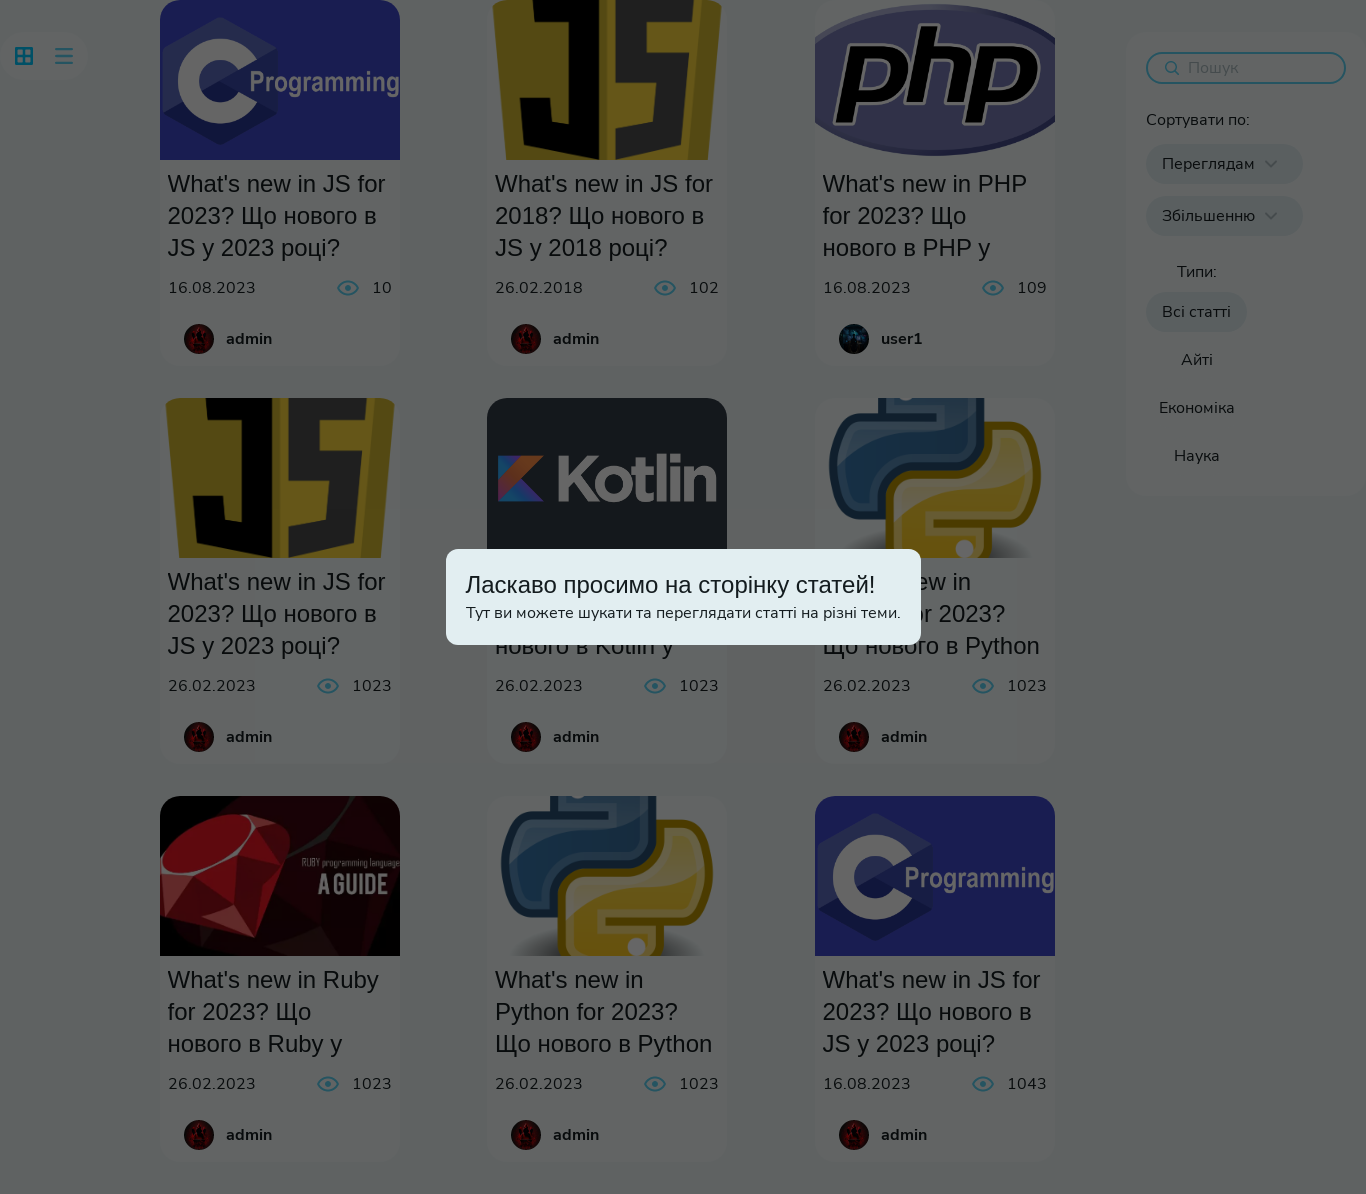 Programming
JS
php
What's new in JS for
2023? Що нового в
JS у 2023 році?
16.08.2023 10
admin
What's new in JS for
2018? Що нового в
JS у 2018 році?
26.02.2018 102
admin
What's new in PHP
for 2023? Що
нового в PHP у
16.08.2023 109
user1
Пошук
Сортувати по:
Переглядам
Збільшенню
Типи:
Всі статті
Айті
Економіка
Наука
JS
Kotlin
What's new in JS for
2023? Що нового в
JS у 2023 році?
26.02.2023 1023
admin
Ласкаво просимо на сторінку статей!
Тут ви можете шукати та переглядати статті на різні теми.
нового в Kotlin у
26.02.2023 1023
admin
2023?
Що нового в Python
26.02.2023 1023
admin
RUBY programming language
A GUIDE
C Programming
What's new in Ruby
for 2023? Що
нового в Ruby у
26.02.2023 1023
admin
What's new in
Python for 2023?
Що нового в Python
26.02.2023 1023
admin
What's new in JS for
2023? Що нового в
JS у 2023 році?
16.08.2023 1043
admin